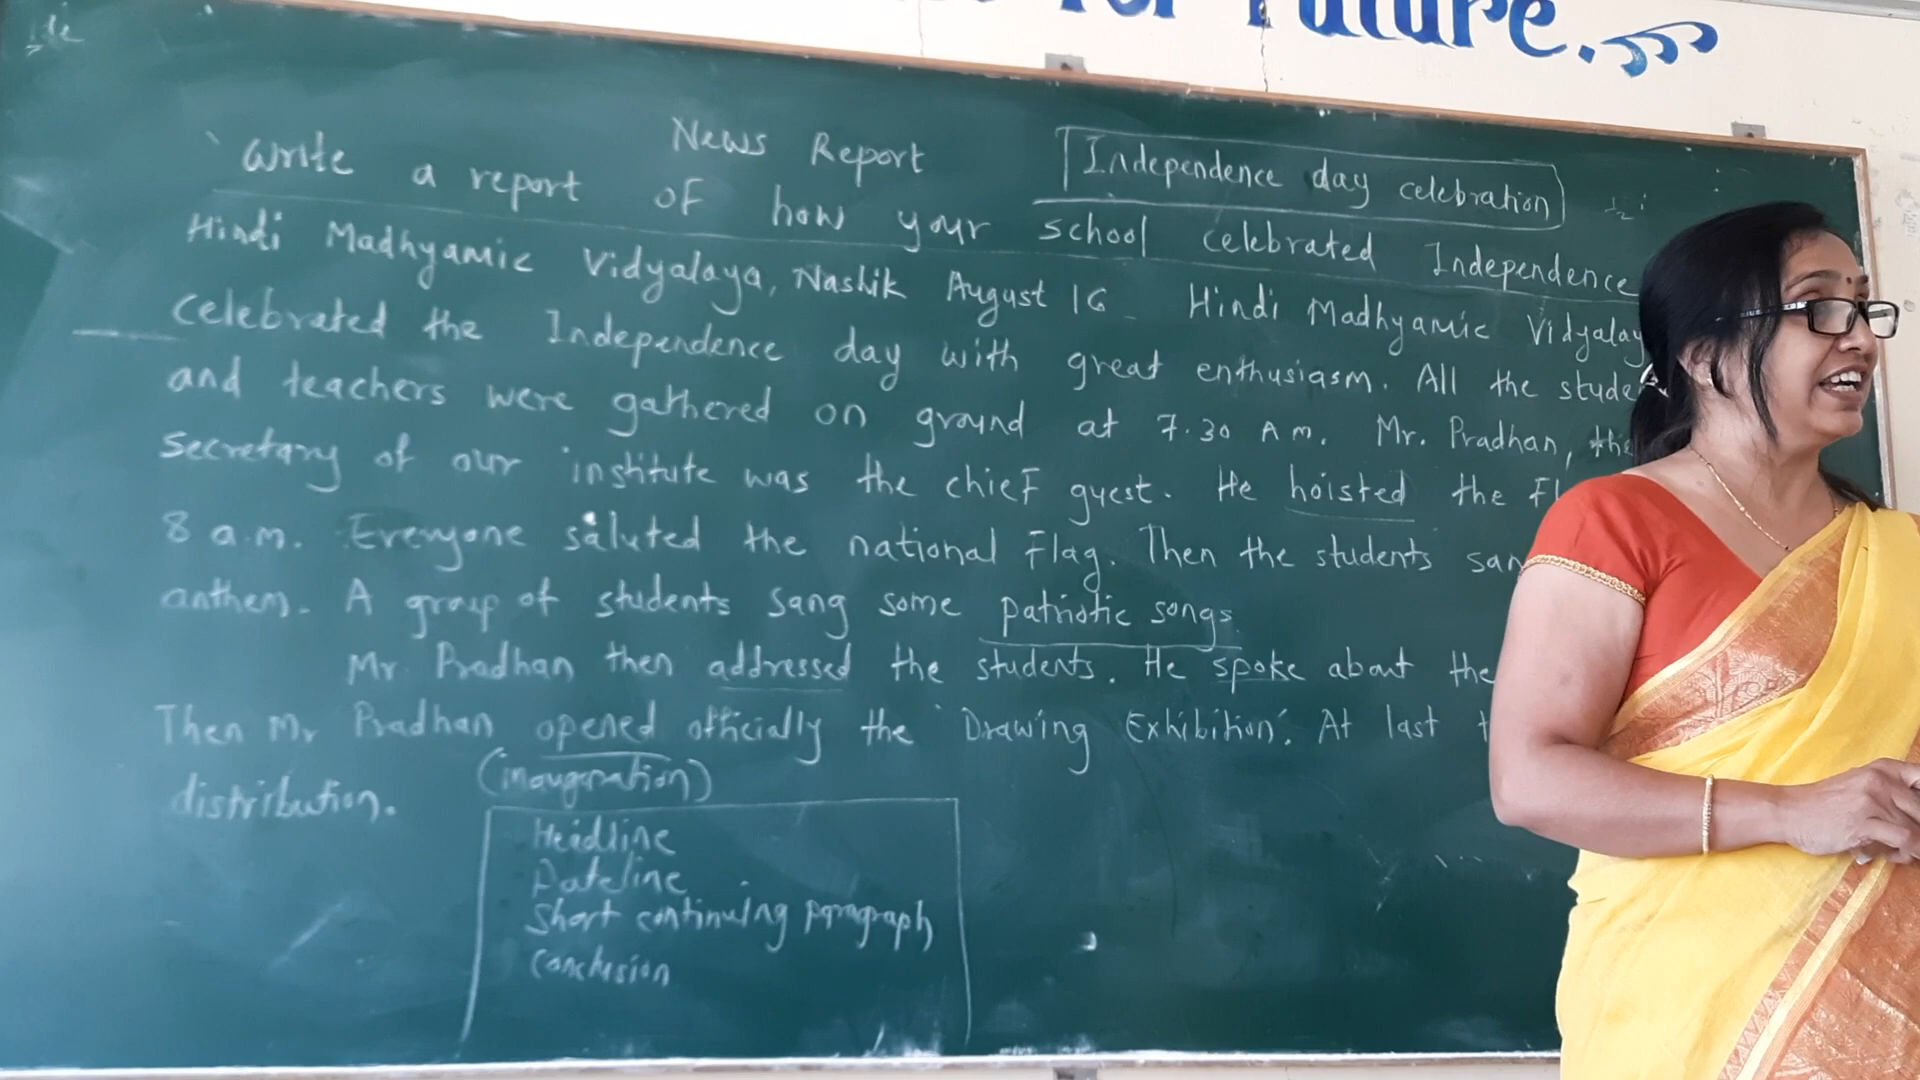 for Future.
News Report
Independence day celebration
Write a report of how your school celebrated Independence
Hindi Madhyamic Vidyalaya, Nashik August 16 Hindi Madhyamic Vidyalay
celebrated the Independence day with great enthusiasm. All the stude
and teachers were gathered on ground at 7.30 A m. Mr. Pradhan, the
secretary of our institute was the chief guest. He hoisted the Fl
8 a.m. Everyone saluted the national Flag. Then the students san
anthem. A group of students sang some patriotic songs.
Mr. Pradhan then addressed the students. He spoke about the
Then Mr Pradhan opened officially the 'Drawing Exhibition'. At last t
(inauguration)
distribution.
Headline
Dateline
Short continuing paragraph
Conclusion